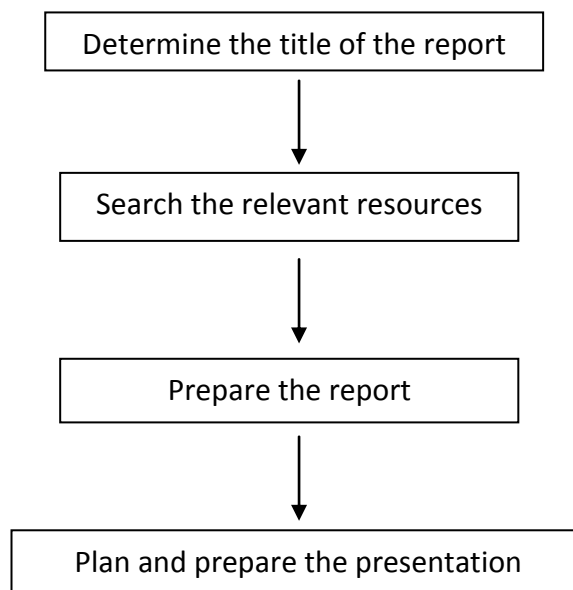 Determine the title of the report
Search the relevant resources
Prepare the report
Plan and prepare the presentation